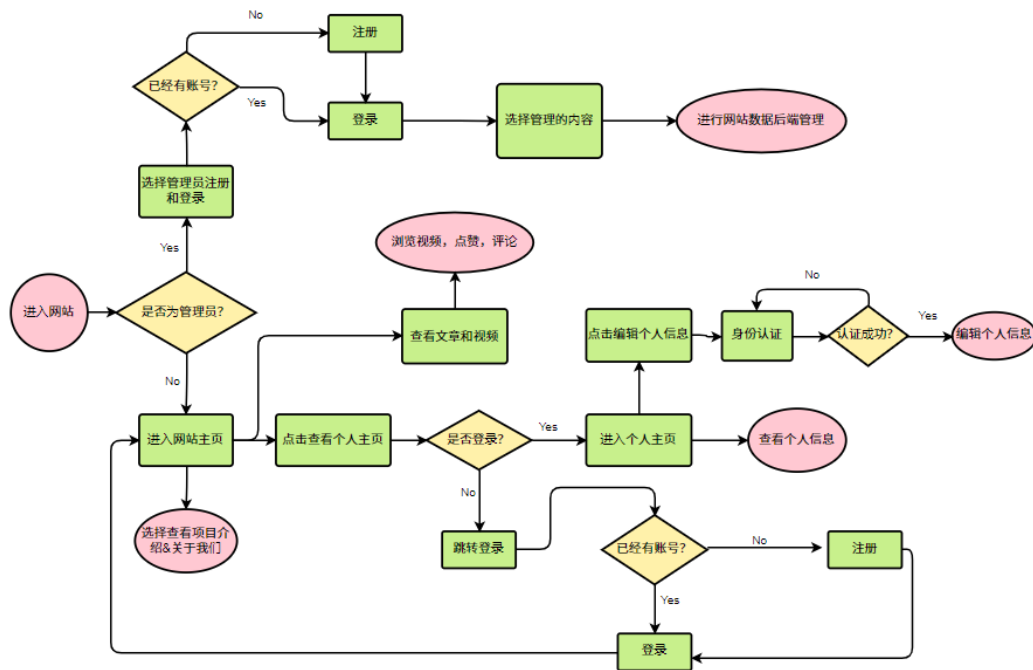 No
注册
已经有账号？
Yes
登录
选择管理的内容
进行网站数据后端管理
选择管理员注册
和登录
Yes
浏览视频，点赞，评论
进入网站
是否为管理员？
查看文章和视频
No
点击编辑个人信息
身份认证
认证成功？
Yes
编辑个人信息
No
进入网站主页
点击查看个人主页
是否登录？
Yes
进入个人主页
查看个人信息
No
选择查看项目介
绍&关于我们
跳转登录
已经有账号？
No
注册
Yes
登录